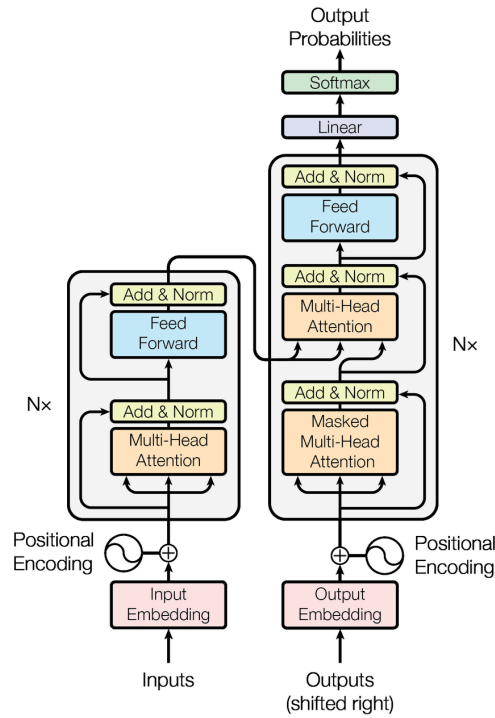 Output
Probabilities
Softmax
Linear
Add & Norm
Feed
Forward
Add & Norm
Multi-Head
Attention
Add & Norm
Masked
Multi-Head
Attention
N×
Add & Norm
Feed
Forward
Add & Norm
Multi-Head
Attention
N×
Positional
Encoding
Positional
Encoding
Input
Embedding
Output
Embedding
Inputs
Outputs
(shifted right)